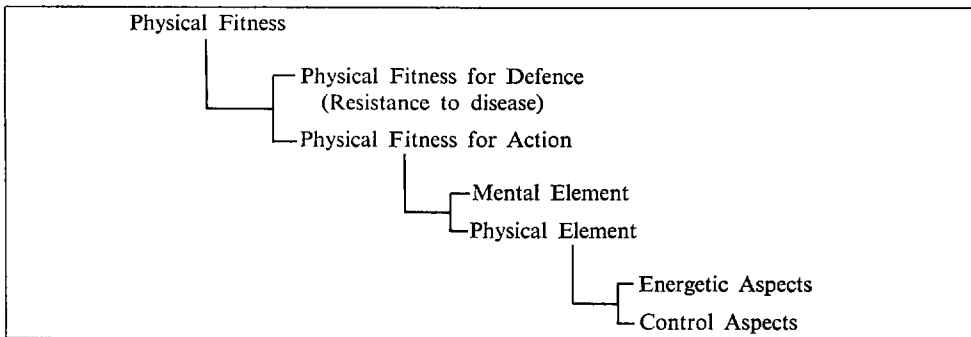 Physical Fitness
Physical Fitness for Defence
(Resistance to disease)
Physical Fitness for Action
Mental Element
Physical Element
Energetic Aspects
Control Aspects